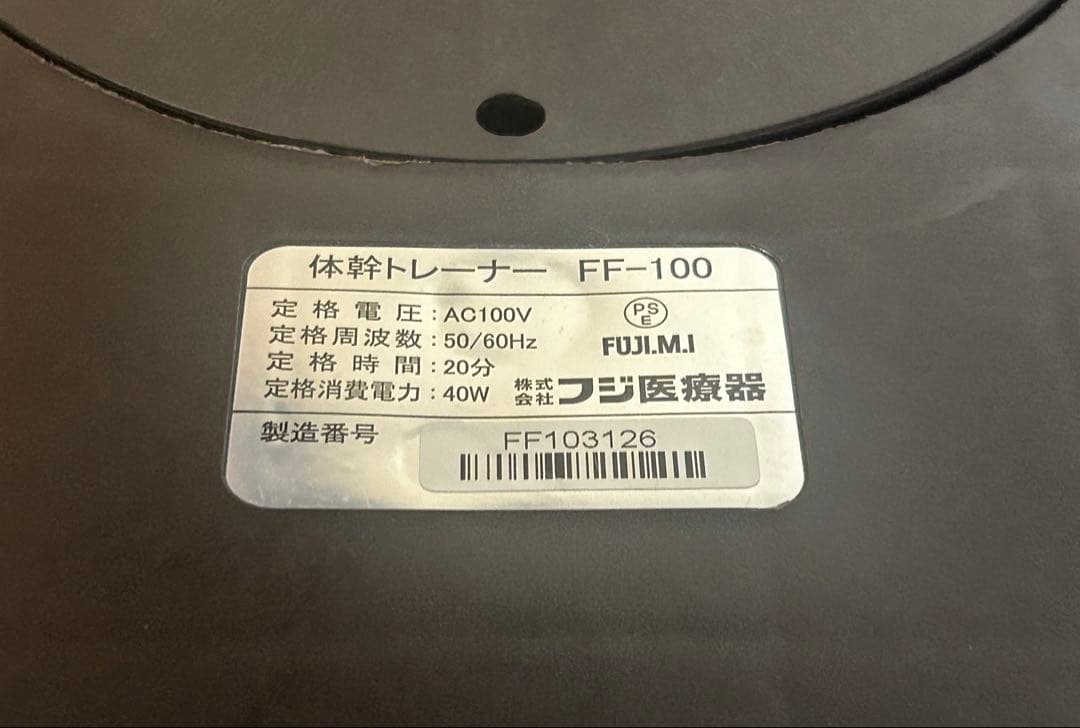 体幹トレーナー FF-100
定格電圧:AC100V
定格周波数:50/60Hz
定格時間:20分
定格消費電力:40W
PSE
FUJI.M.I
株式会社フジ医療器
製造番号
FF103126